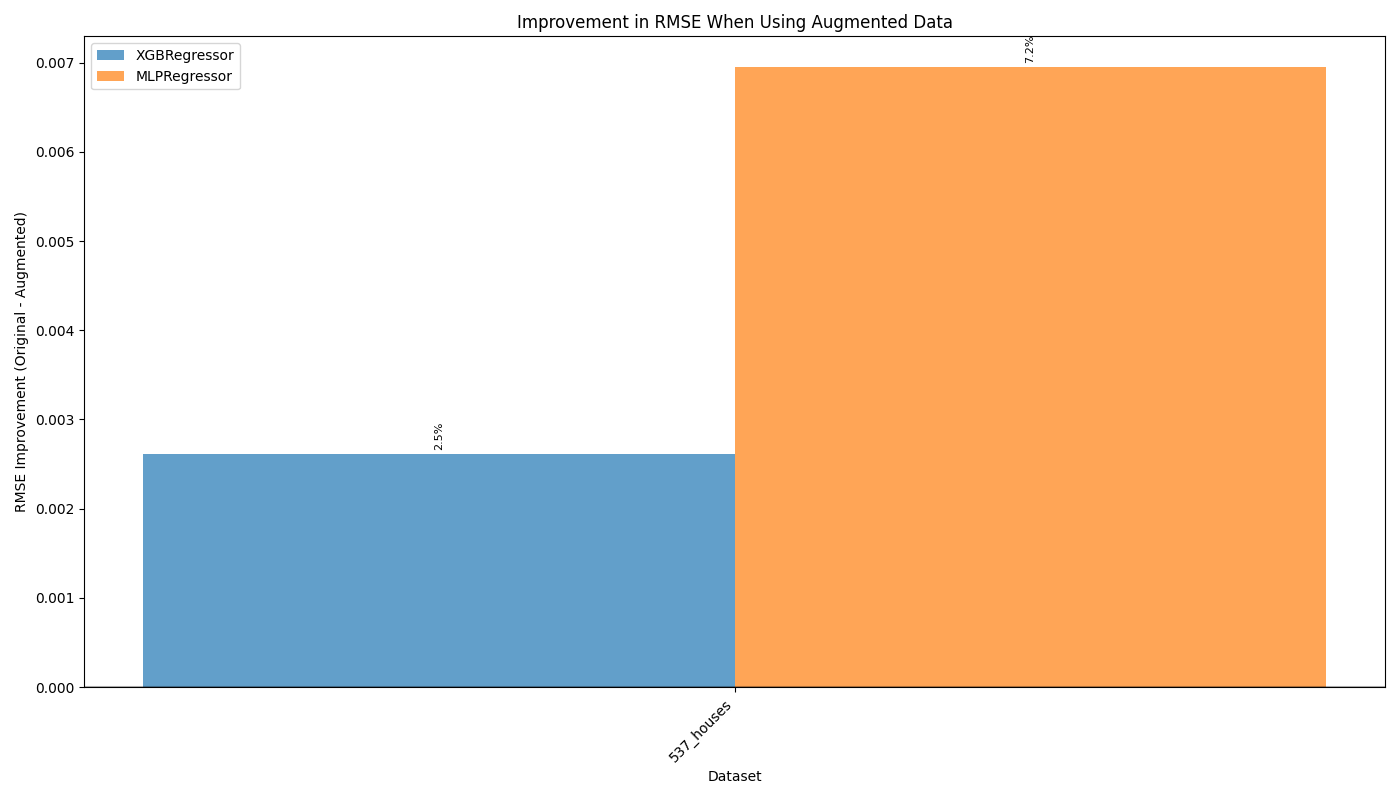 Improvement in RMSE When Using Augmented Data
XGBRegressor
MLPRegressor
RMSE Improvement (Original - Augmented)
0.007
0.006
0.005
0.004
0.003
0.002
0.001
0.000
2.5%
7.2%
537_houses
Dataset